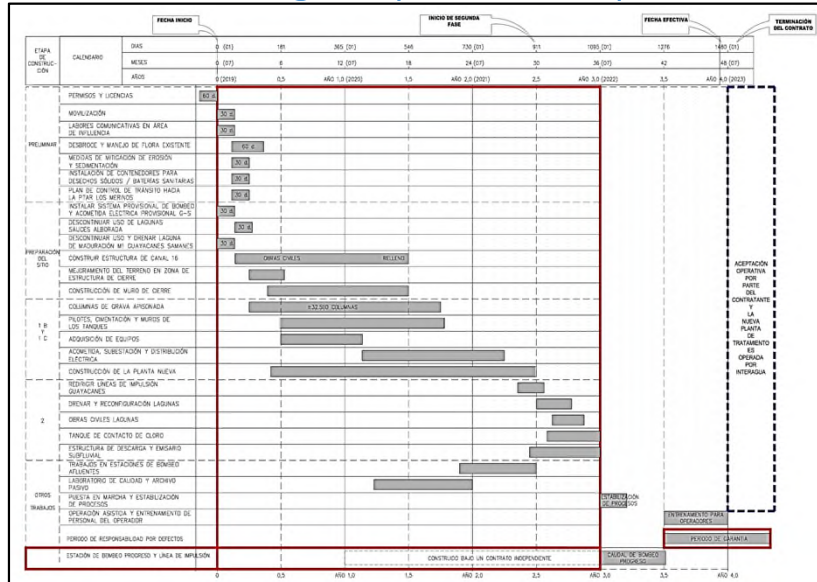 FECHA INICIO
INICIO DE SEGUNDA
FASE
FECHA EFECTIVA
TERMINACIÓN
DEL CONTRATO
ETAPA
DE
CONSTRUC-
CIÓN
CALENDARIO
DIAS
0 (01) 181 365 (01) 546 730 (01) 911 1095 (01) 1276 1460 (01)
MESES
0 (07) 6 12 (07) 18 24 (07) 30 36 (07) 42 48 (07)
AÑOS
0 (2019) 0,5 AÑO 1,0 (2020) 1,5 AÑO 2,0 (2021) 2,5 AÑO 3,0 (2022) 3,5 AÑO 4,0 (2023)
PRELIMINAR
PERMISOS Y LICENCIAS
60 d.
MOVILIZACIÓN
30 d.
LABORES COMUNICATIVAS EN ÁREA
DE INFLUENCIA
30 d.
DESBROCE Y MANEJO DE FLORA EXISTENTE
60 d.
MEDIDAS DE MITIGACIÓN DE EROSIÓN
Y SEDIMENTACIÓN
30 d.
INSTALACIÓN DE CONTENEDORES PARA
DESECHOS SÓLIDOS / BATERÍAS SANITARIAS
30 d.
PLAN DE CONTROL DE TRÁNSITO HACIA
LA PTAR LOS MERINOS
30 d.
PREPARACIÓN
DEL
SITIO
INSTALAR SISTEMA PROVISIONAL DE BOMBEO
Y ACOMETIDA ELECTRICA PROVISIONAL G-S
30 d.
DESCONTINUAR USO DE LAGUNAS
SAUCES ALBORADA
30 d.
DESCONTINUAR USO Y DRENAR LAGUNA
DE MADURACIÓN M1 GUAYACANES SAMANES
30 d.
CONSTRUIR ESTRUCTURA DE CANAL 16
OBRAS CIVILES RELLENO
MEJORAMIENTO DEL TERRENO EN ZONA DE
ESTRUCTURA DE CIERRE
CONSTRUCCIÓN DE MURO DE CIERRE
1 B
Y
1 C
COLUMNAS DE GRAVA APISONADA
±32.500 COLUMNAS
PILOTES, CIMENTACIÓN Y MUROS DE
LOS TANQUES
ADQUISICIÓN DE EQUIPOS
ACOMETIDA, SUBESTACIÓN Y DISTRIBUCIÓN
ELÉCTRICA
CONSTRUCCIÓN DE LA PLANTA NUEVA
2
REDIRIGIR LÍNEAS DE IMPULSIÓN
GUAYACANES
DRENAR Y RECONFIGURACIÓN LAGUNAS
OBRAS CIVILES LAGUNAS
TANQUE DE CONTACTO DE CLORO
ESTRUCTURA DE DESCARGA Y EMISARIO
SUBFLUVIAL
OTROS
TRABAJOS
TRABAJOS EN ESTACIONES DE BOMBEO
AFLUENTES
LABORATORIO DE CALIDAD Y ARCHIVO
PASIVO
PUESTA EN MARCHA Y ESTABILIZACIÓN
DE PROCESOS
ESTABILIZACIÓN
DE PROCESOS
OPERACIÓN ASISTIDA Y ENTRENAMIENTO DE
PERSONAL DEL OPERADOR
ENTRENAMIENTO PARA
OPERADORES
PERIODO DE RESPONSABILIDAD POR DEFECTOS
PERIODO DE GARANTIA
ESTACIÓN DE BOMBEO PROGRESO Y LÍNEA DE IMPULSIÓN
CONSTRUIDO BAJO UN CONTRATO INDEPENDIENTE
CAUDAL DE BOMBEO
PROGRESO
ACEPTACIÓN
OPERATIVA
POR
PARTE
DEL
CONTRATANTE
Y
LA
NUEVA
PLANTA
DE
TRATAMIENTO
ES
OPERADA
POR
INTERAGUA
0 0,5 AÑO 1,0 1,5 AÑO 2,0 2,5 AÑO 3,0 3,5 AÑO 4,0